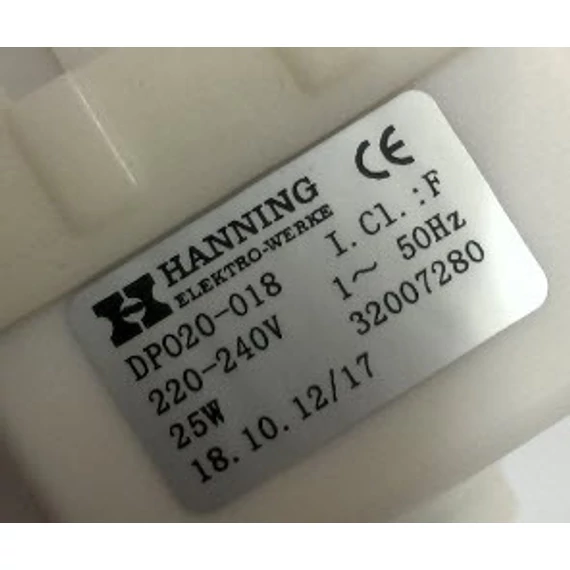 CE
HANNING
ELEKTRO-WERKE
DP020-018 I.Cl.:F
220-240V 1~ 50Hz
25W 32007280
18.10.12/17